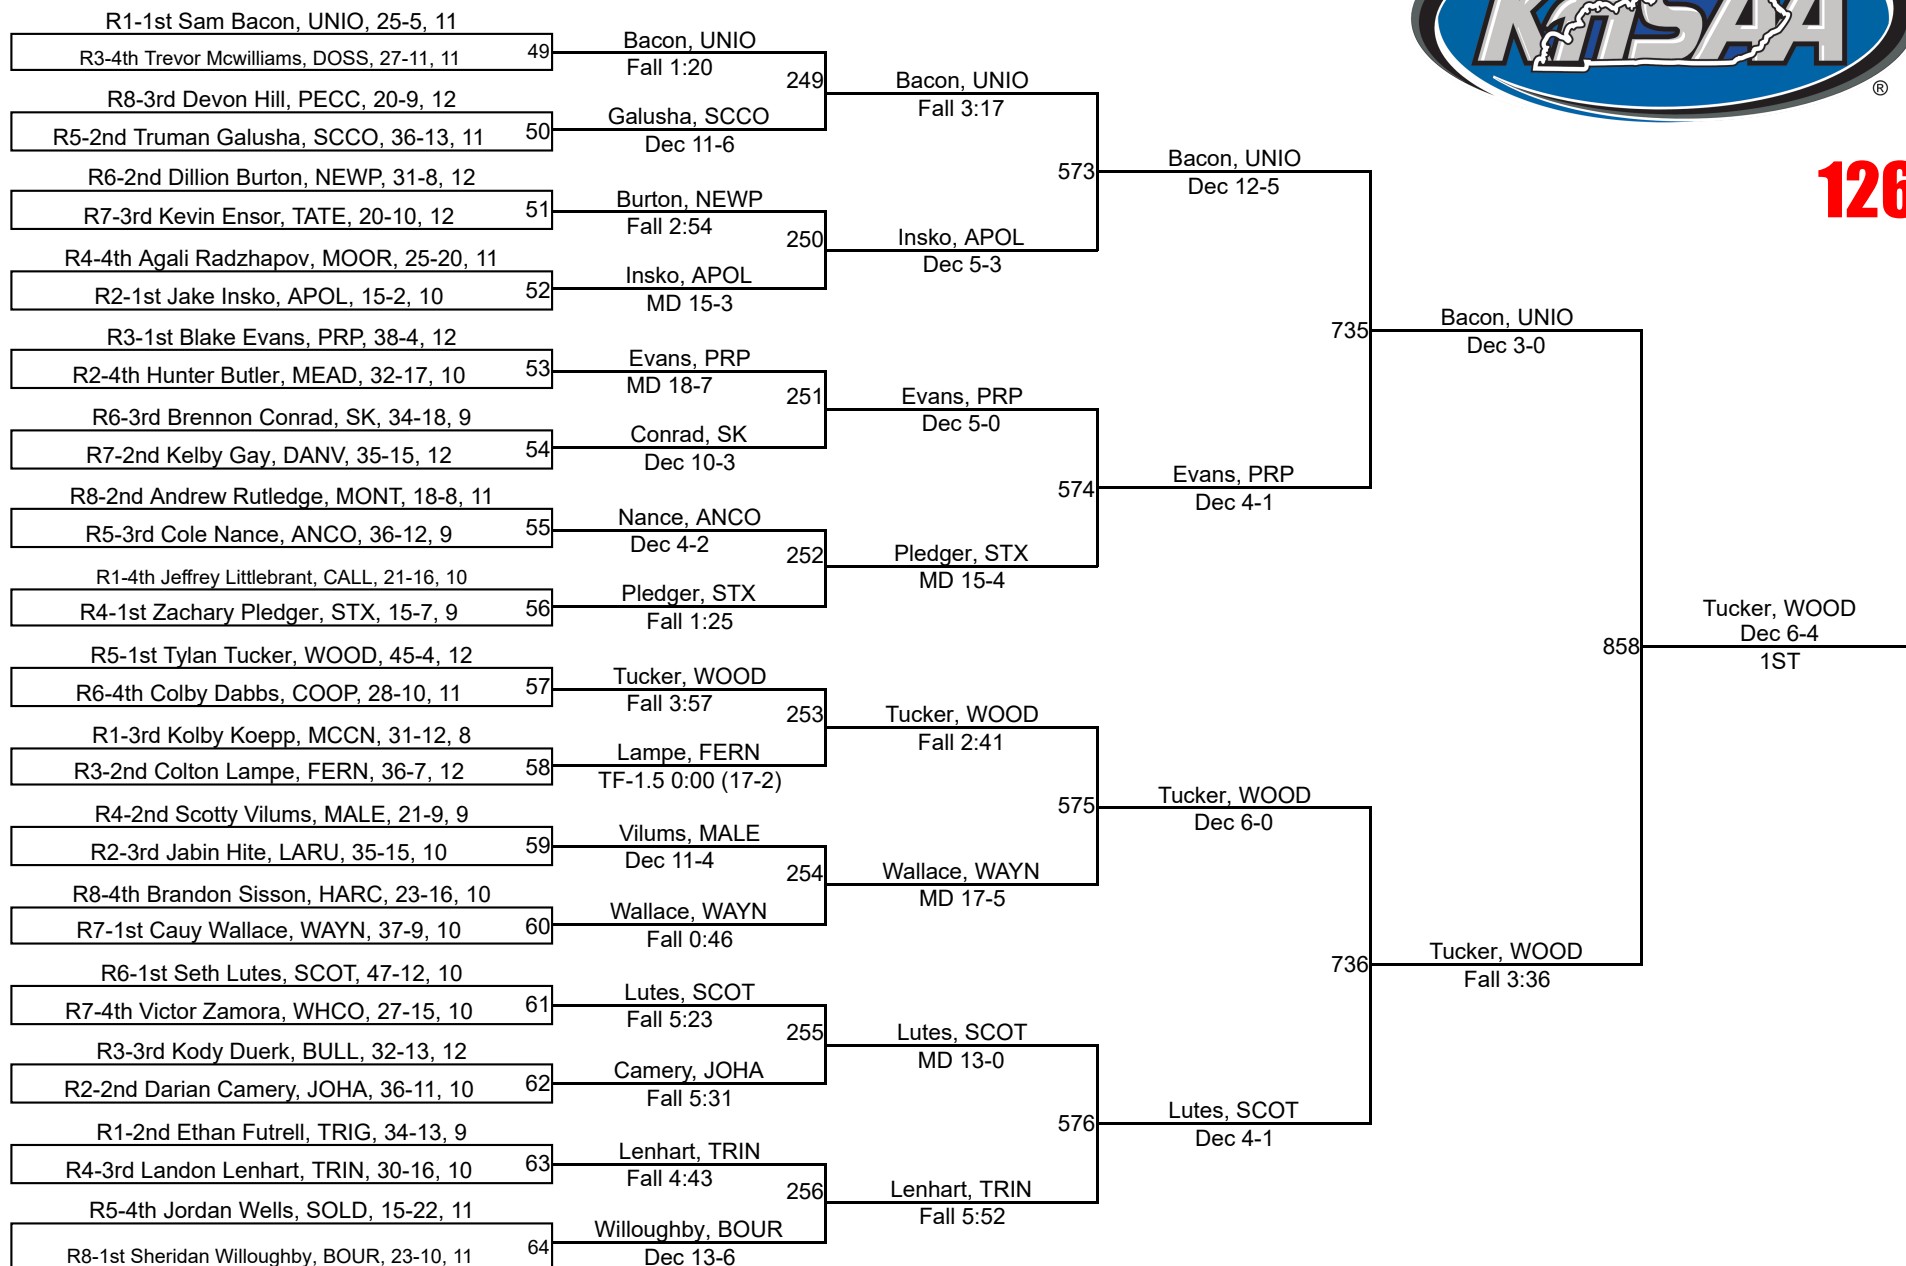 R1-1st Sam Bacon, UNIO, 25-5, 11
R3-4th Trevor Mcwilliams, DOSS, 27-11, 11
49
R8-3rd Devon Hill, PECC, 20-9, 12
R5-2nd Truman Galusha, SCCO, 36-13, 11
50
R6-2nd Dillion Burton, NEWP, 31-8, 12
R7-3rd Kevin Ensor, TATE, 20-10, 12
51
R4-4th Agali Radzhapov, MOOR, 25-20, 11
R2-1st Jake Insko, APOL, 15-2, 10
52
R3-1st Blake Evans, PRP, 38-4, 12
R2-4th Hunter Butler, MEAD, 32-17, 10
53
R6-3rd Brennon Conrad, SK, 34-18, 9
R7-2nd Kelby Gay, DANV, 35-15, 12
54
R8-2nd Andrew Rutledge, MONT, 18-8, 11
R5-3rd Cole Nance, ANCO, 36-12, 9
55
R1-4th Jeffrey Littlebrant, CALL, 21-16, 10
R4-1st Zachary Pledger, STX, 15-7, 9
56
R5-1st Tylan Tucker, WOOD, 45-4, 12
R6-4th Colby Dabbs, COOP, 28-10, 11
57
R1-3rd Kolby Koepp, MCCN, 31-12, 8
R3-2nd Colton Lampe, FERN, 36-7, 12
58
R4-2nd Scotty Vilums, MALE, 21-9, 9
R2-3rd Jabin Hite, LARU, 35-15, 10
59
R8-4th Brandon Sisson, HARC, 23-16, 10
R7-1st Cauy Wallace, WAYN, 37-9, 10
60
R6-1st Seth Lutes, SCOT, 47-12, 10
R7-4th Victor Zamora, WHCO, 27-15, 10
61
R3-3rd Kody Duerk, BULL, 32-13, 12
R2-2nd Darian Camery, JOHA, 36-11, 10
62
R1-2nd Ethan Futrell, TRIG, 34-13, 9
R4-3rd Landon Lenhart, TRIN, 30-16, 10
63
R5-4th Jordan Wells, SOLD, 15-22, 11
R8-1st Sheridan Willoughby, BOUR, 23-10, 11
64
Bacon, UNIO
Fall 1:20
249
Galusha, SCCO
Dec 11-6
Burton, NEWP
Fall 2:54
250
Insko, APOL
MD 15-3
Evans, PRP
MD 18-7
251
Conrad, SK
Dec 10-3
Nance, ANCO
Dec 4-2
252
Pledger, STX
Fall 1:25
Tucker, WOOD
Fall 3:57
253
Lampe, FERN
TF-1.5 0:00 (17-2)
Vilums, MALE
Dec 11-4
254
Wallace, WAYN
Fall 0:46
Lutes, SCOT
Fall 5:23
255
Camery, JOHA
Fall 5:31
Lenhart, TRIN
Fall 4:43
256
Willoughby, BOUR
Dec 13-6
Bacon, UNIO
Fall 3:17
573
Insko, APOL
Dec 5-3
Evans, PRP
Dec 5-0
574
Pledger, STX
MD 15-4
Tucker, WOOD
Fall 2:41
575
Wallace, WAYN
MD 17-5
Lutes, SCOT
MD 13-0
576
Lenhart, TRIN
Fall 5:52
Bacon, UNIO
Dec 12-5
735
Evans, PRP
Dec 4-1
Tucker, WOOD
Dec 6-0
736
Lutes, SCOT
Dec 4-1
Bacon, UNIO
Dec 3-0
858
Tucker, WOOD
Fall 3:36
Tucker, WOOD
Dec 6-4
1ST
KHSAA
®
126